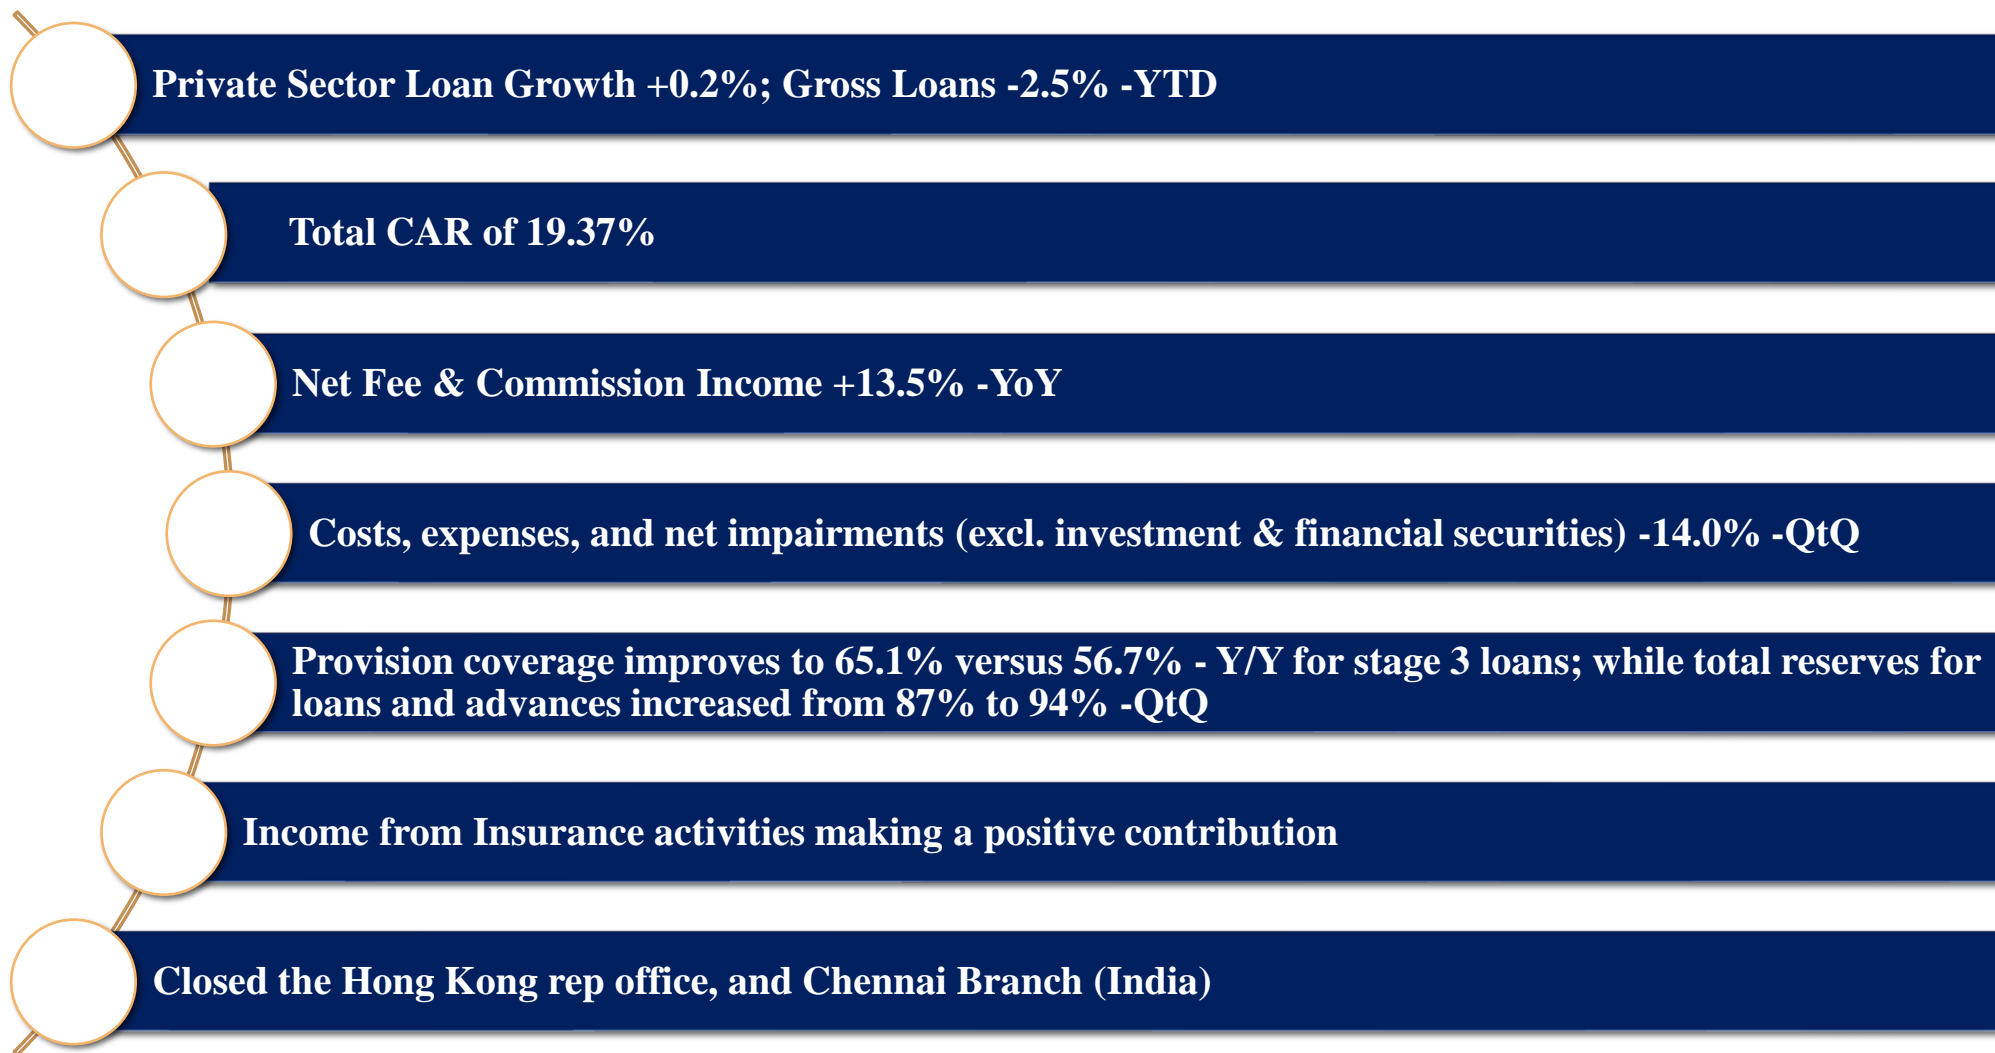 Private Sector Loan Growth +0.2%; Gross Loans -2.5% -YTD
Total CAR of 19.37%
Net Fee & Commission Income +13.5% -YoY
Costs, expenses, and net impairments (excl. investment & financial securities) -14.0% -QtQ
Provision coverage improves to 65.1% versus 56.7% - Y/Y for stage 3 loans; while total reserves for
loans and advances increased from 87% to 94% -QtQ
Income from Insurance activities making a positive contribution
Closed the Hong Kong rep office, and Chennai Branch (India)